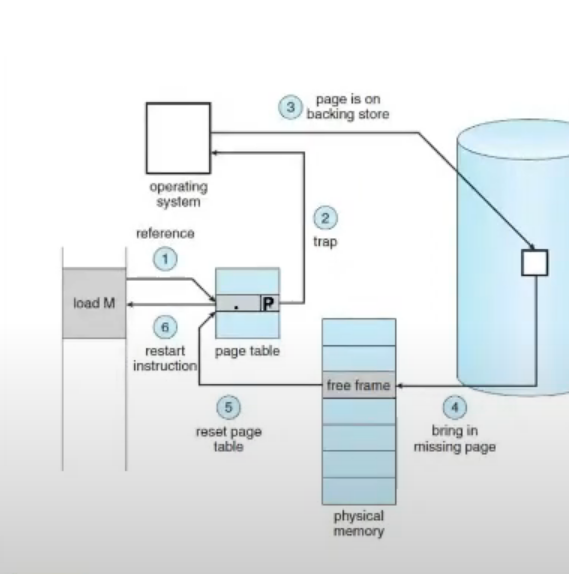 3
page is on
backing store
operating
system
2
trap
reference
1
load M
P
6
restart
instruction
page table
free frame
5
reset page
table
4
bring in
missing page
physical
memory